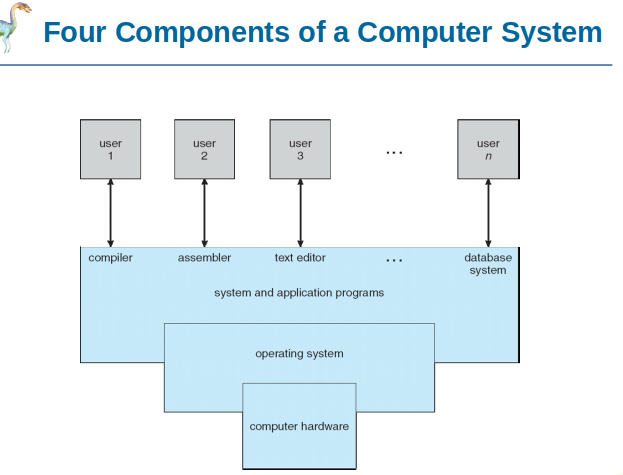 Four Components of a Computer System
user
1
user
2
user
3
...
user
n
compiler
assembler
text editor
...
database
system
system and application programs
operating system
computer hardware